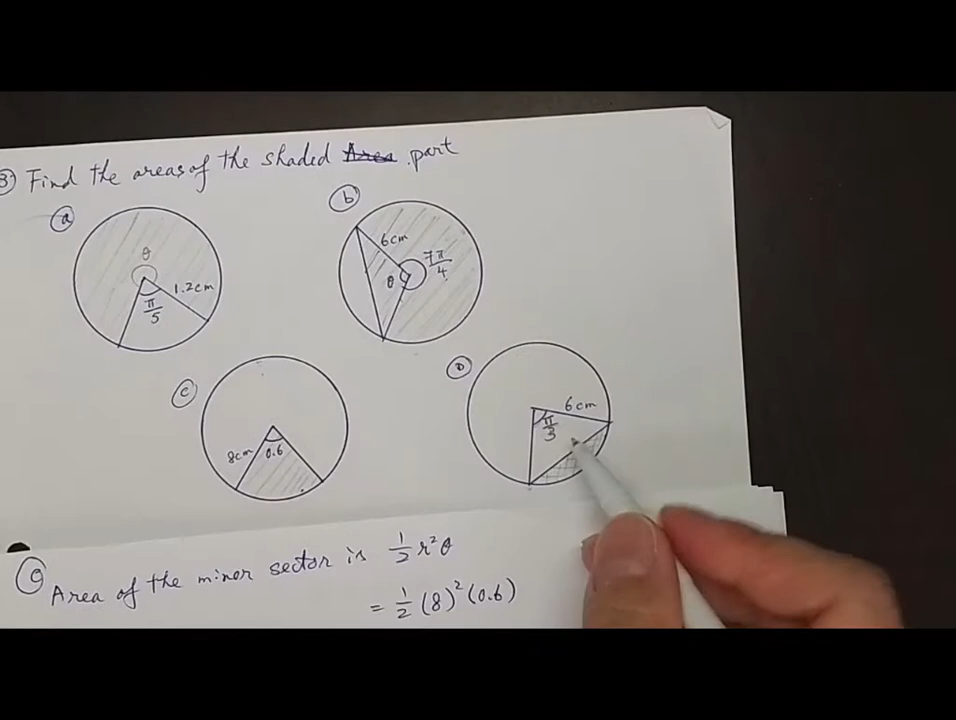 ③ Find the areas of the shaded Area part
ⓐ
ⓑ
θ
6cm
7π/4
1.2cm
θ
π/5
ⓒ
Ⓓ
6cm
π/3
8cm
0.6
ⓒ Area of the minor sector is 1/2 r²θ
= 1/2 (8)² (0.6)